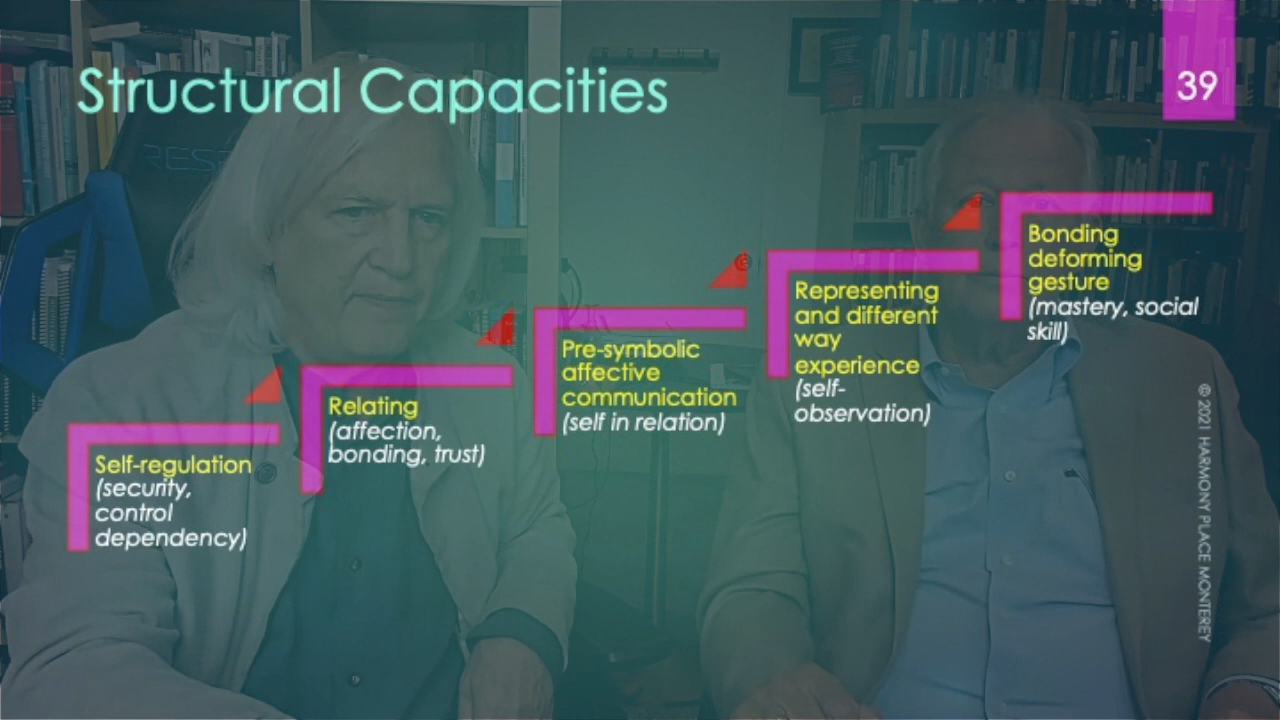 Structural Capacities
39
Self-regulation
(security,
control
dependency)
Relating
(affection,
bonding, trust)
Pre-symbolic
affective
communication
(self in relation)
Representing
and different
way
experience
(self-
observation)
Bonding
deforming
gesture
(mastery, social
skill)
© 2021 HARMONY PLACE MONTEREY